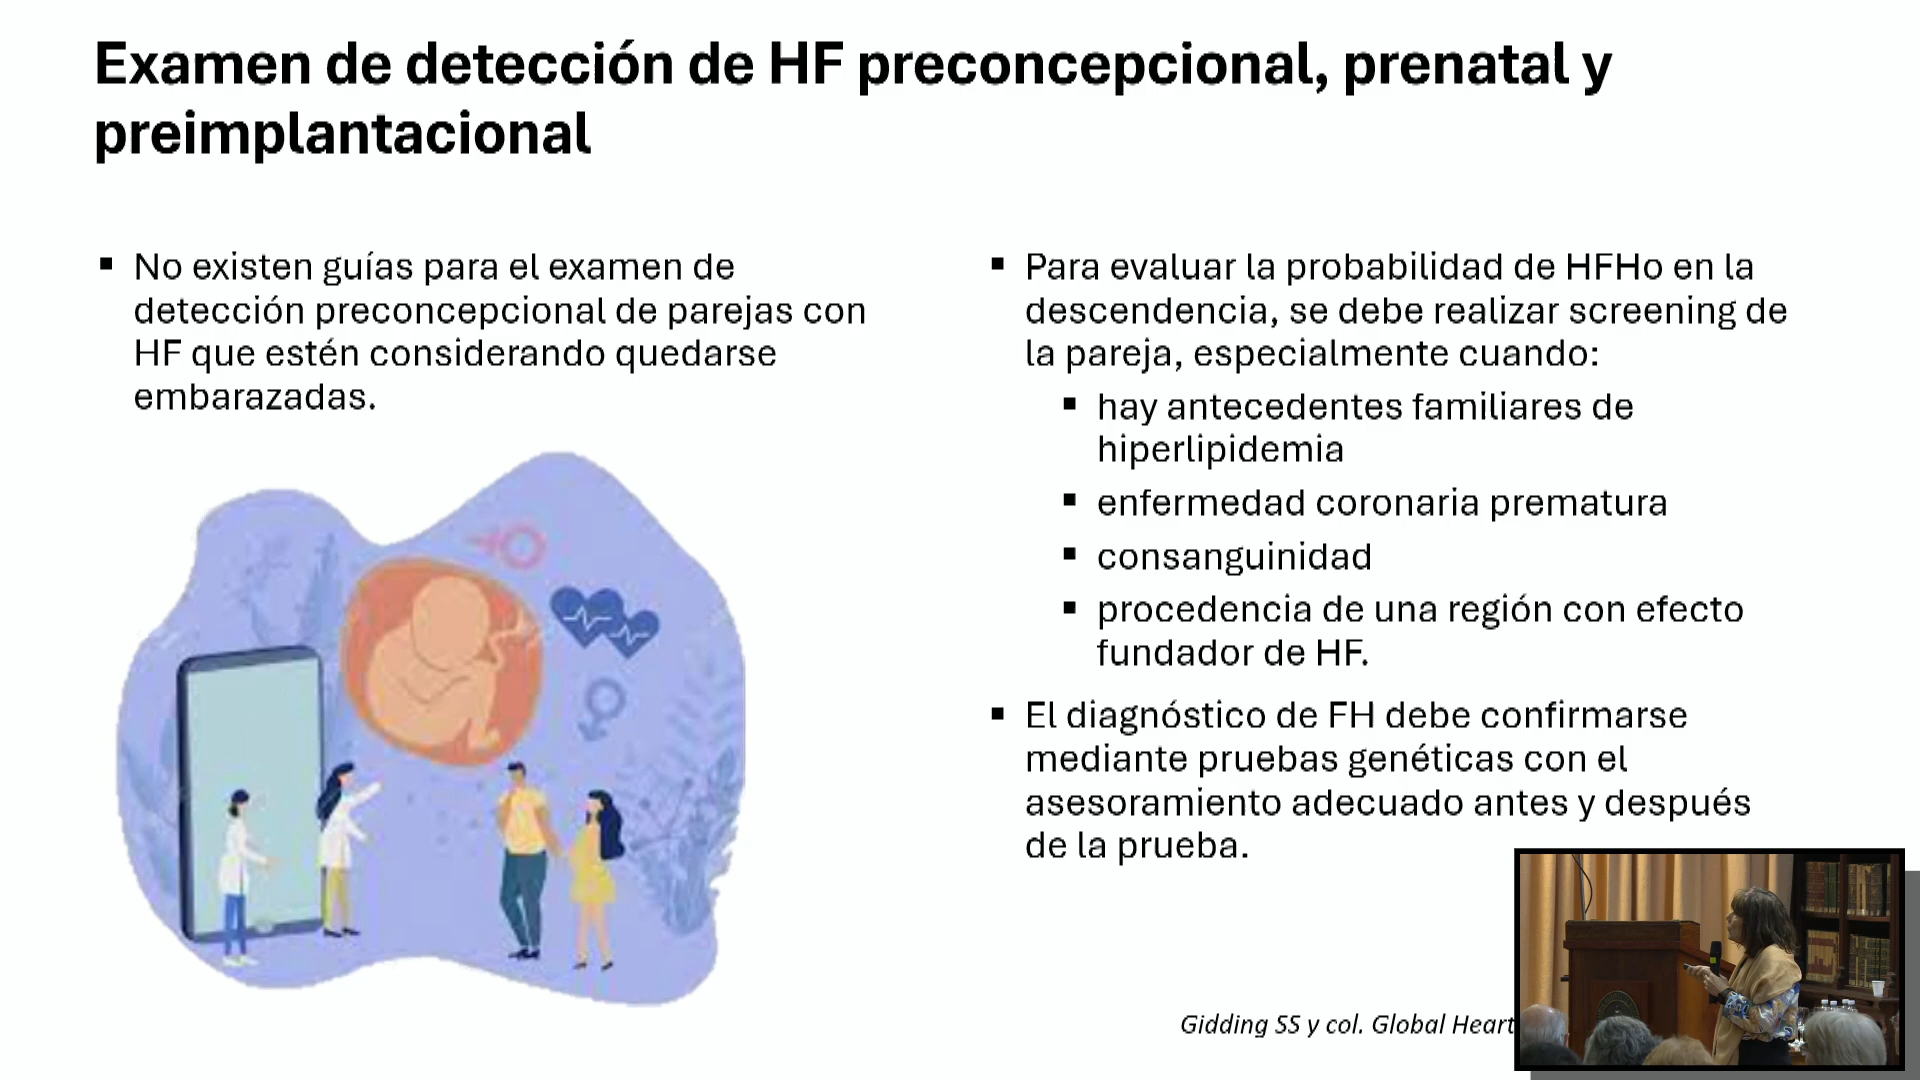 Examen de detección de HF preconcepcional, prenatal y
preimplantacional
▪ No existen guías para el examen de
detección preconcepcional de parejas con
HF que estén considerando quedarse
embarazadas.
▪ Para evaluar la probabilidad de HFHo en la
descendencia, se debe realizar screening de
la pareja, especialmente cuando:
▪ hay antecedentes familiares de
hiperlipidemia
▪ enfermedad coronaria prematura
▪ consanguinidad
▪ procedencia de una región con efecto
fundador de HF.
▪ El diagnóstico de FH debe confirmarse
mediante pruebas genéticas con el
asesoramiento adecuado antes y después
de la prueba.
Gidding SS y col. Global Heart